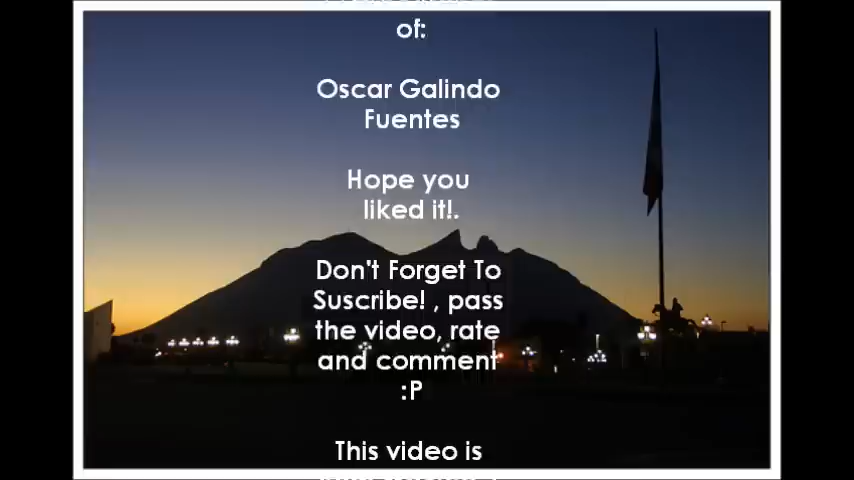 of:
Oscar Galindo
Fuentes
Hope you
liked it!.
Don't Forget To
Suscribe! , pass
the video, rate
and comment
:P
This video is